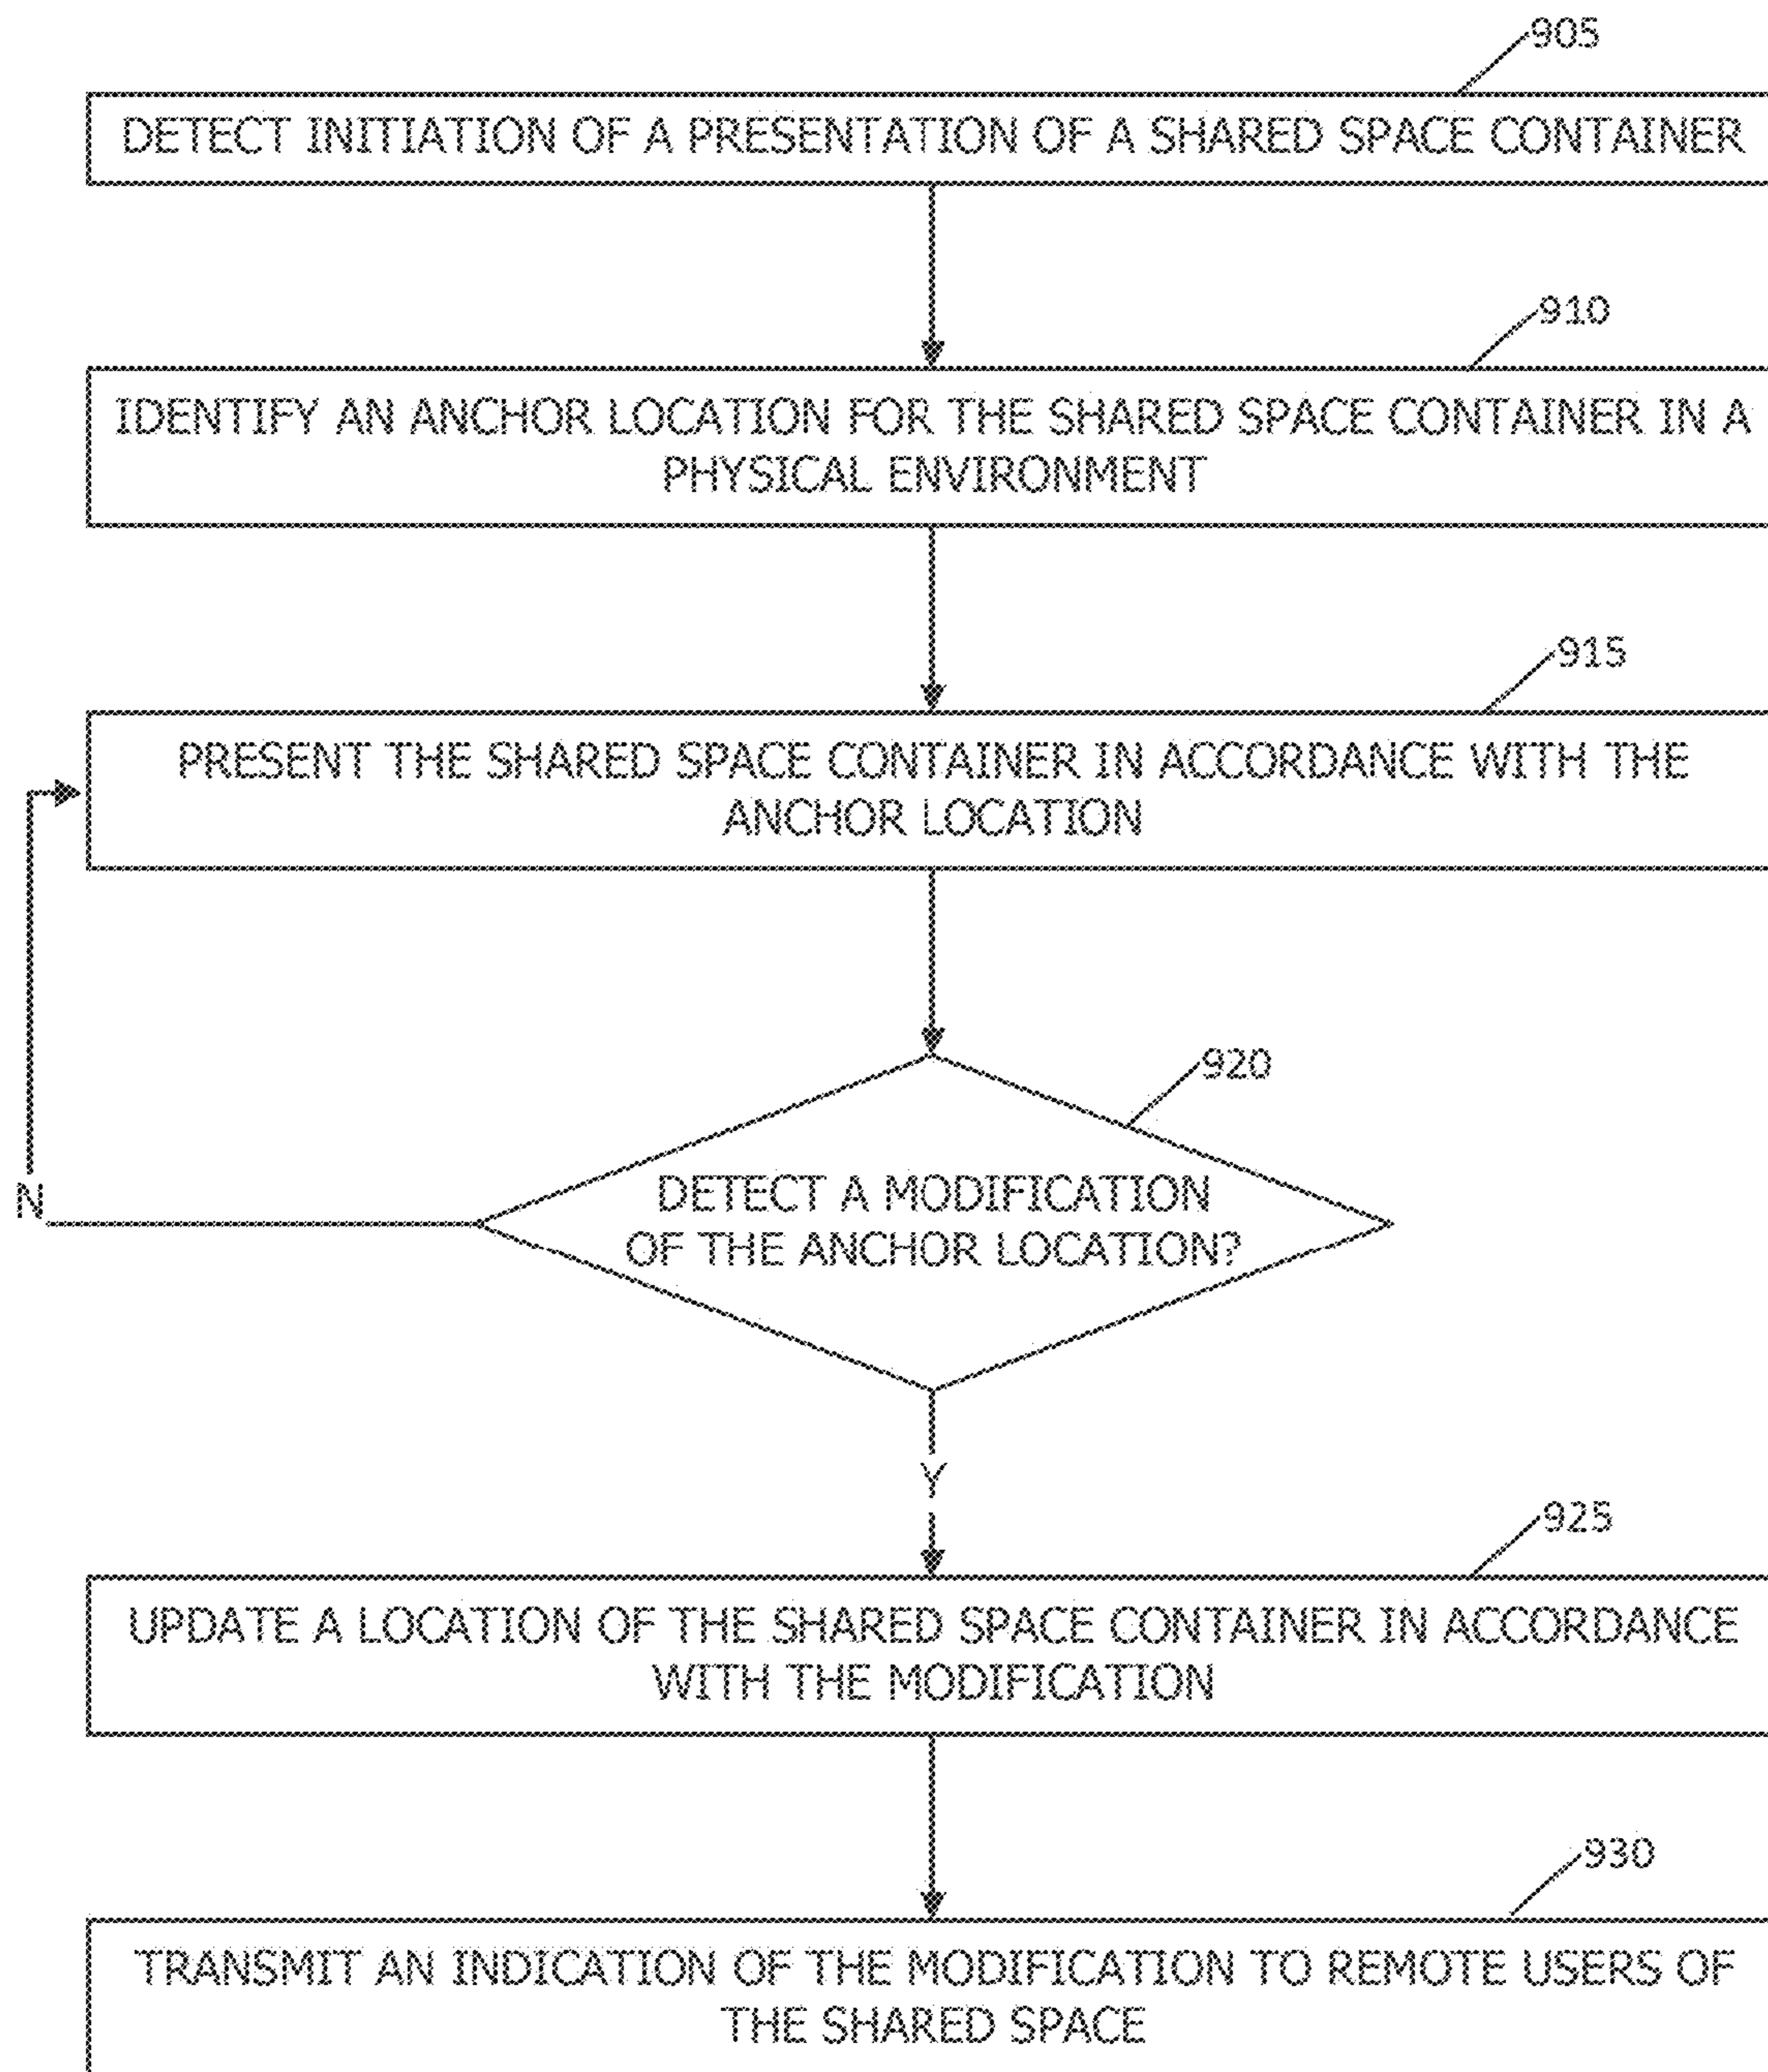 905
DETECT INITIATION OF A PRESENTATION OF A SHARED SPACE CONTAINER
910
IDENTIFY AN ANCHOR LOCATION FOR THE SHARED SPACE CONTAINER IN A
PHYSICAL ENVIRONMENT
915
PRESENT THE SHARED SPACE CONTAINER IN ACCORDANCE WITH THE
ANCHOR LOCATION
920
DETECT A MODIFICATION
OF THE ANCHOR LOCATION?
N
Y
925
UPDATE A LOCATION OF THE SHARED SPACE CONTAINER IN ACCORDANCE
WITH THE MODIFICATION
930
TRANSMIT AN INDICATION OF THE MODIFICATION TO REMOTE USERS OF
THE SHARED SPACE